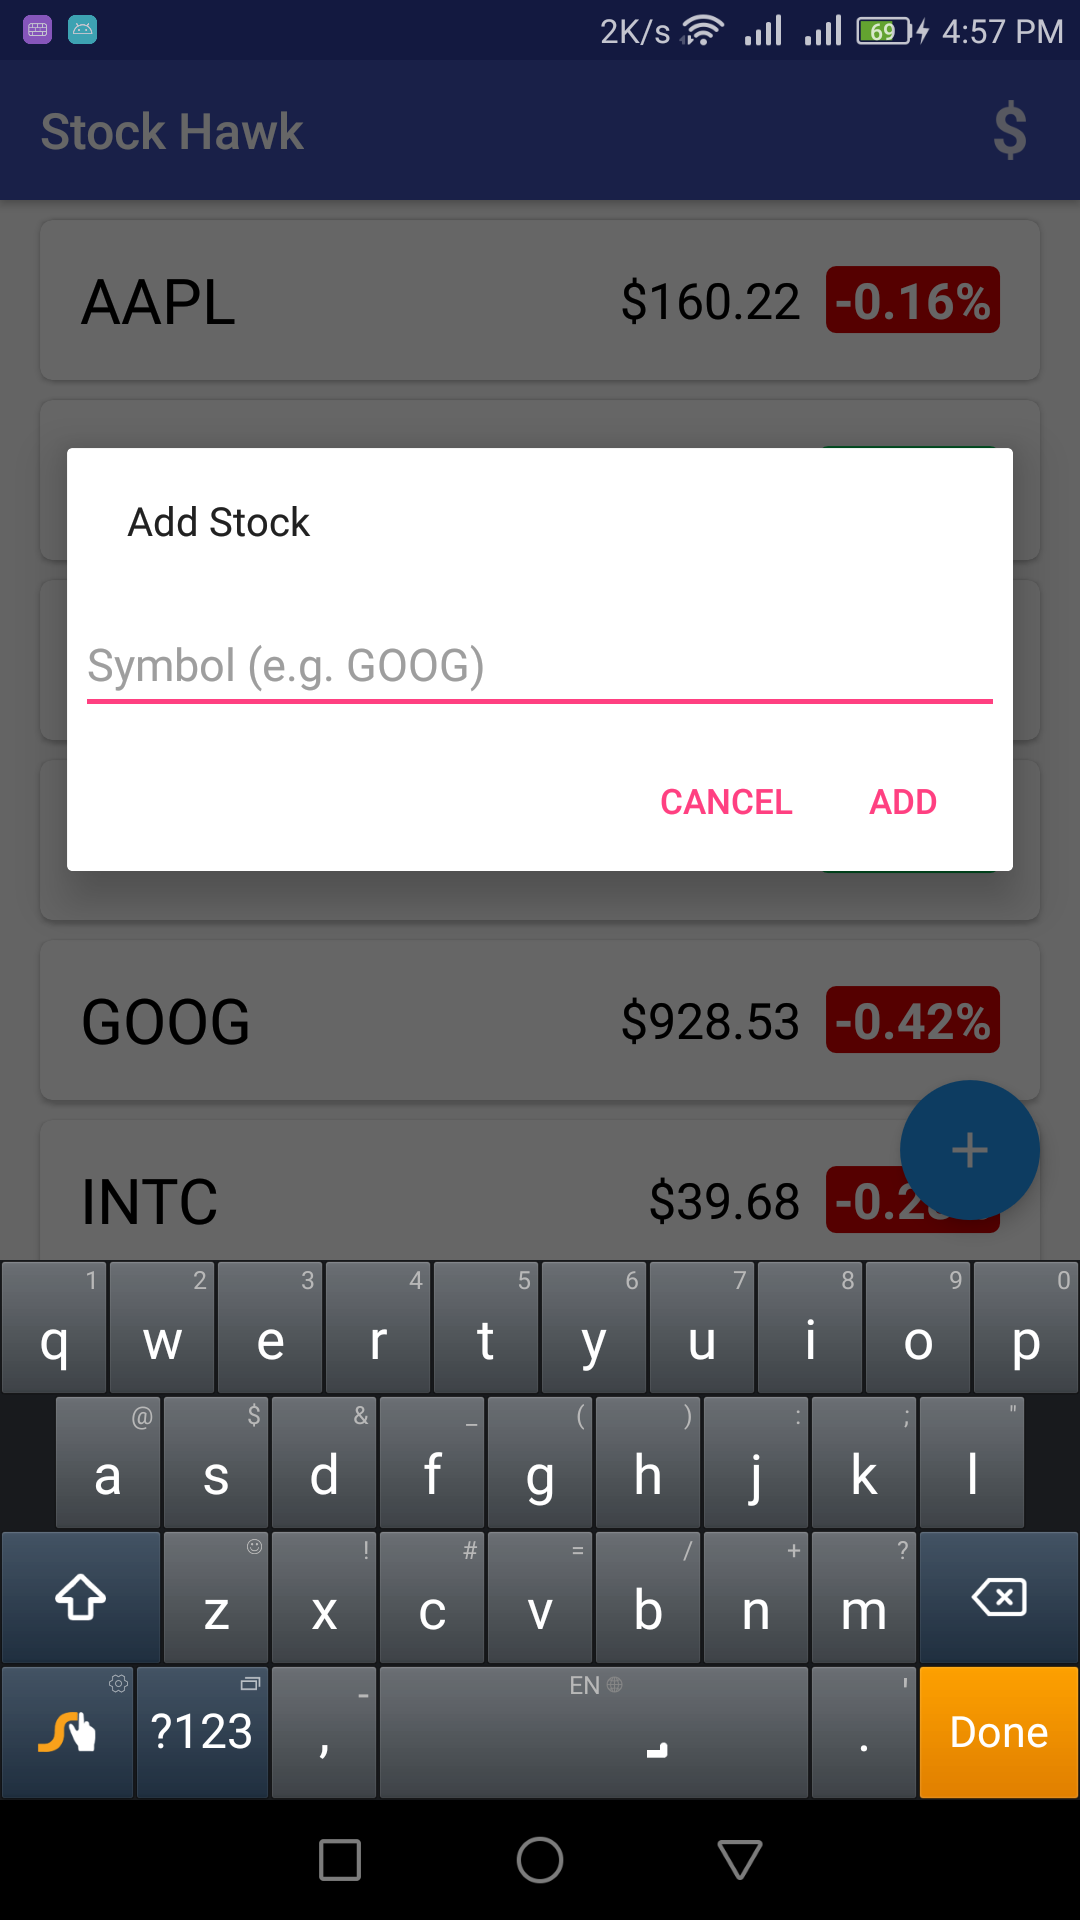 2K/s 69 4:57 PM
Stock Hawk $
AAPL $160.22 -0.16%
Add Stock
Symbol (e.g. GOOG)
CANCEL ADD
GOOG $928.53 -0.42%
+
INTC $39.68 -0.2
1 2 3 4 5 6 7 8 9 0
q w e r t y u i o p
@ $ & _ ( ) : ; "
a s d f g h j k l
! # = / + ?
z x c v b n m
- EN '
?123 , . Done